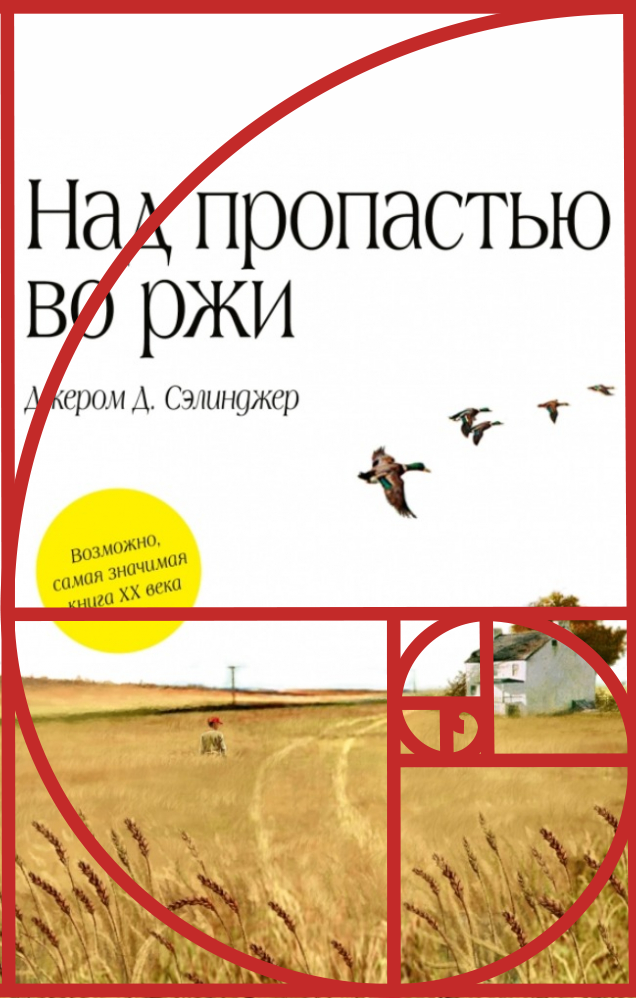 Над пропастью
во ржи
Джером Д. Сэлинджер
Возможно,
самая значимая
книга XX века